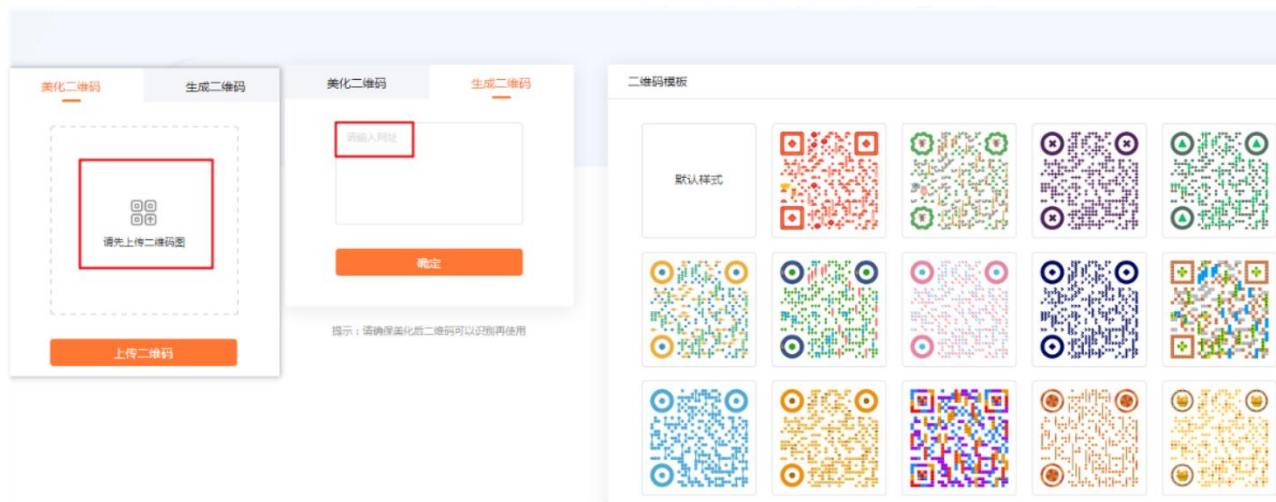 美化二维码
生成二维码
请先上传二维码图
上传二维码
美化二维码
生成二维码
请输入网址
确定
提示：请确保美化后二维码可以识别再使用
二维码模板
默认样式